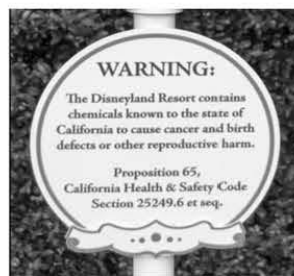 WARNING:
The Disneyland Resort contains
chemicals known to the state of
California to cause cancer and birth
defects or other reproductive harm.
Proposition 65,
California Health & Safety Code
Section 25249.6 et seq.